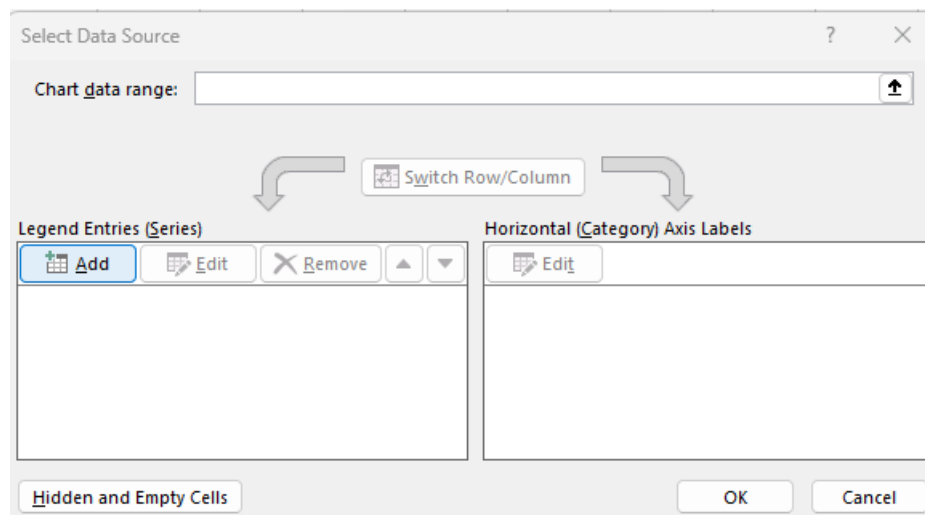 Select Data Source ?
Chart data range:
Switch Row/Column
Legend Entries (Series)
Horizontal (Category) Axis Labels
Add Edit Remove
Edit
Hidden and Empty Cells
OK Cancel